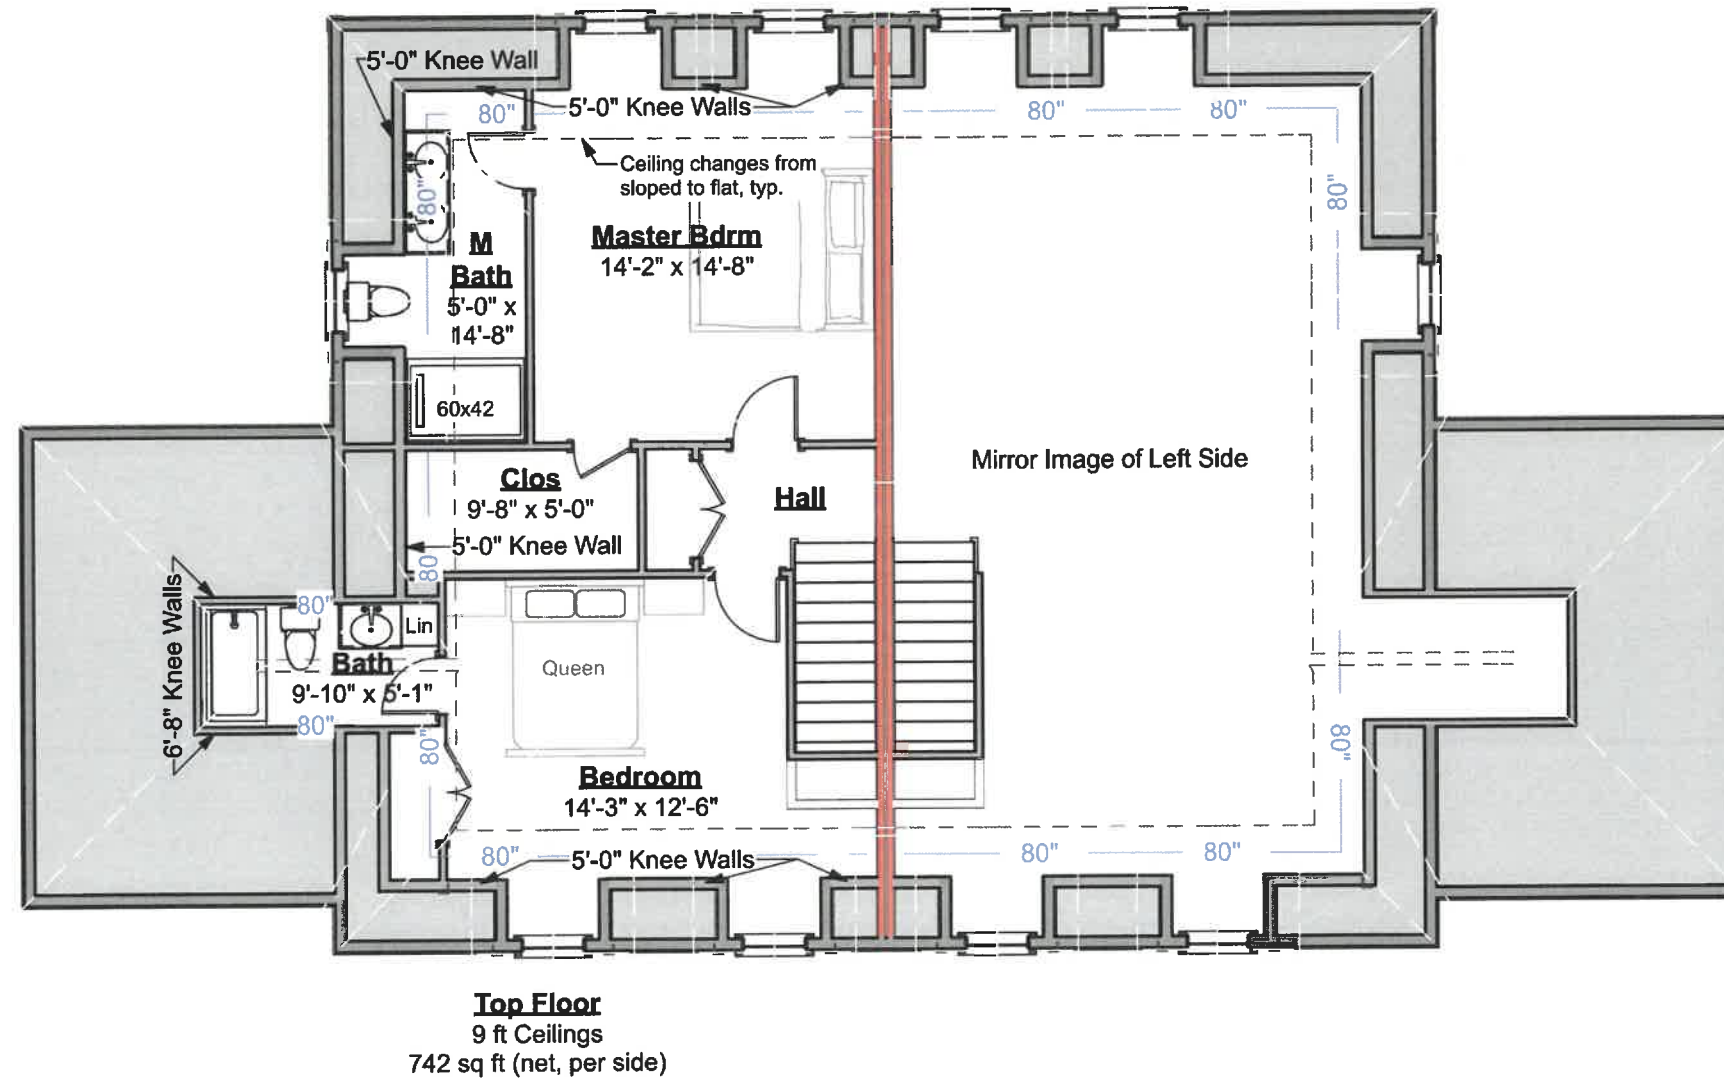 5'-0" Knee Wall
5'-0" Knee Walls
80"
80"
80"
Ceiling changes from
sloped to flat, typ.
80"
80"
M
Bath
5'-0" x
14'-8"
Master Bdrm
14'-2" x 14'-8"
60x42
Mirror Image of Left Side
Clos
9'-8" x 5'-0"
Hall
5'-0" Knee Wall
80
6'-8" Knee Walls
80"
Lin
Bath
9'-10" x 5'-1"
80"
Queen
80"
80"
Bedroom
14'-3" x 12'-6"
80"
5'-0" Knee Walls
80"
80"
Top Floor
9 ft Ceilings
742 sq ft (net, per side)